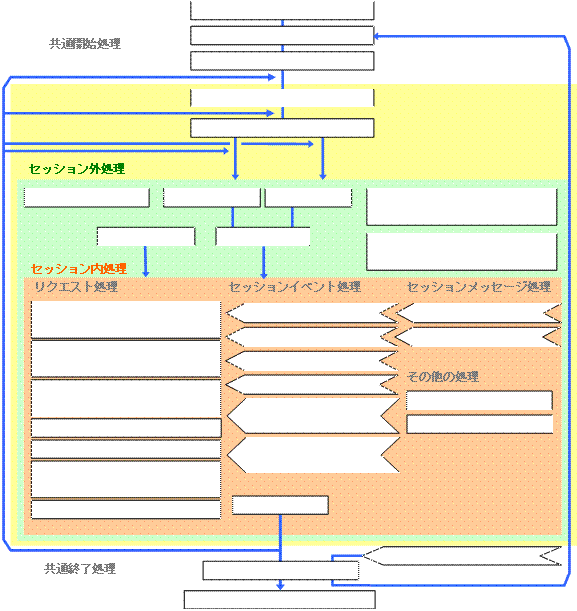 共通開始処理
セッション外処理
セッション内処理
リクエスト処理
セッションイベント処理
セッションメッセージ処理
その他の処理
共通終了処理